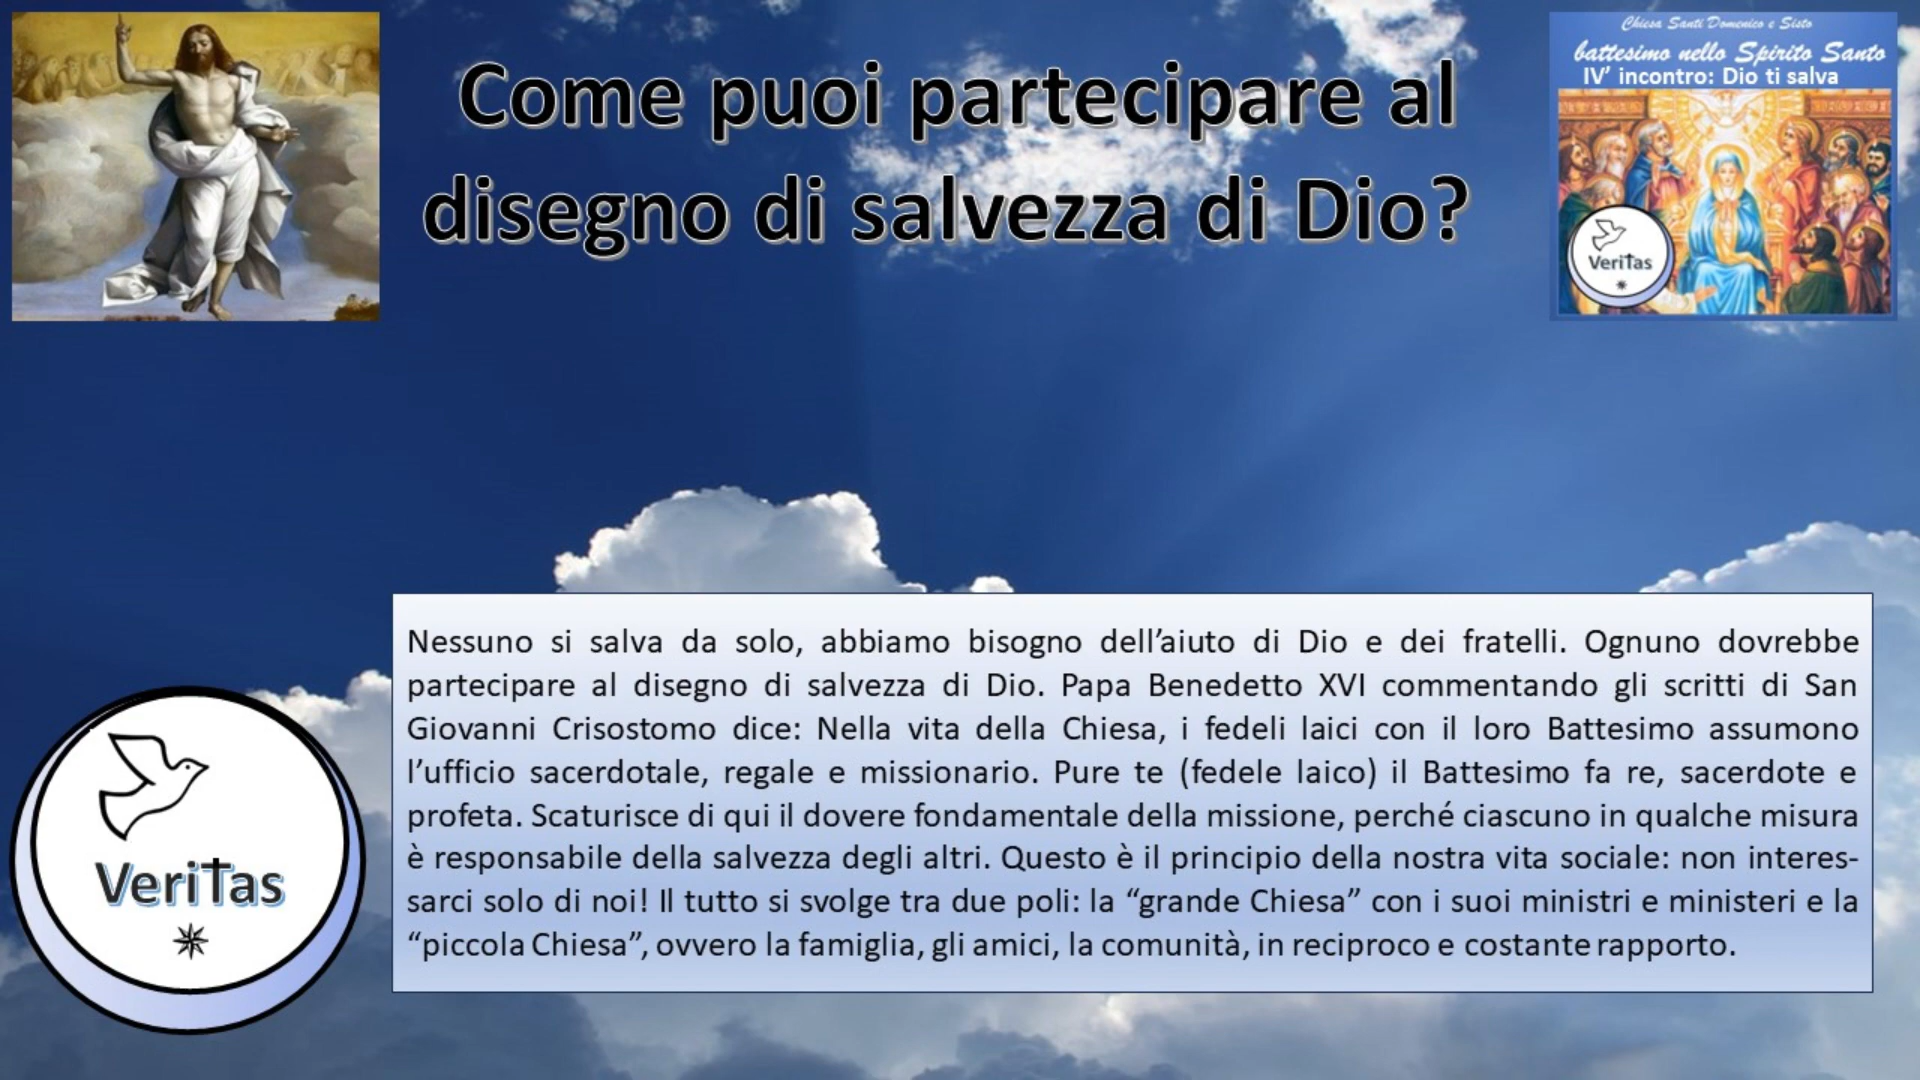 Come puoi partecipare al
disegno di salvezza di Dio?
Chiesa Santi Domenico e Sisto
battesimo nello Spirito Santo
IV' incontro: Dio ti salva
VeriTas
Nessuno si salva da solo, abbiamo bisogno dell’aiuto di Dio e dei fratelli. Ognuno dovrebbe
partecipare al disegno di salvezza di Dio. Papa Benedetto XVI commentando gli scritti di San
Giovanni Crisostomo dice: Nella vita della Chiesa, i fedeli laici con il loro Battesimo assumono
l’ufficio sacerdotale, regale e missionario. Pure te (fedele laico) il Battesimo fa re, sacerdote e
profeta. Scaturisce di qui il dovere fondamentale della missione, perché ciascuno in qualche misura
è responsabile della salvezza degli altri. Questo è il principio della nostra vita sociale: non interes-
sarci solo di noi! Il tutto si svolge tra due poli: la “grande Chiesa” con i suoi ministri e ministeri e la
“piccola Chiesa”, ovvero la famiglia, gli amici, la comunità, in reciproco e costante rapporto.
VeriTas